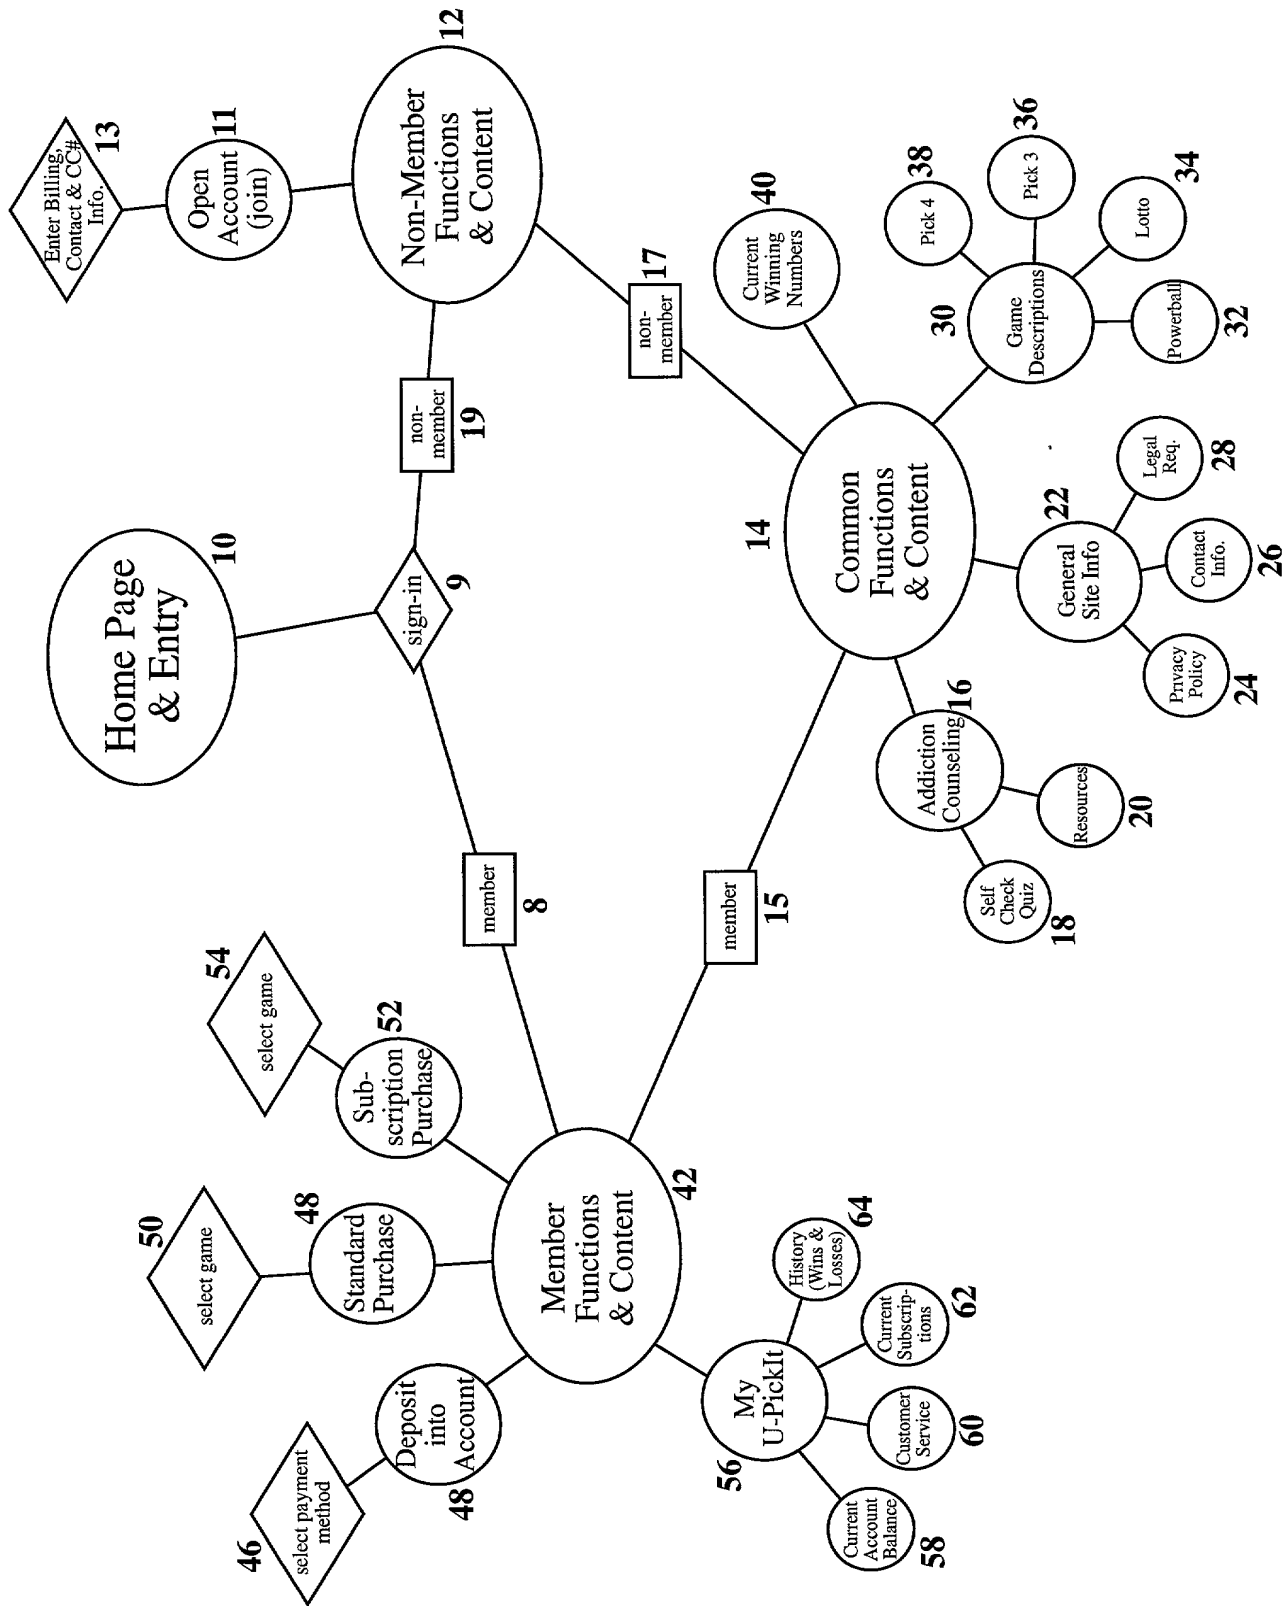 Home Page
& Entry
10
sign-in
9
member
8
non-
member
19
Non-Member
Functions
& Content
12
Open
Account
(join)
11
Enter Billing,
Contact & CC#
Info.
13
non-
member
17
member
15
Common
Functions
& Content
14
Addiction
Counseling
16
Self
Check
Quiz
18
Resources
20
General
Site Info
22
Privacy
Policy
24
Contact
Info.
26
Legal
Req.
28
Game
Descriptions
30
Powerball
32
Lotto
34
Pick 3
36
Pick 4
38
Current
Winning
Numbers
40
Member
Functions
& Content
42
select payment
method
46
Deposit
into
Account
48
Standard
Purchase
48
select game
50
Sub-
scription
Purchase
52
select game
54
My
U-PickIt
56
Current
Account
Balance
58
Customer
Service
60
Current
Subscrip-
tions
62
History
(Wins &
Losses)
64